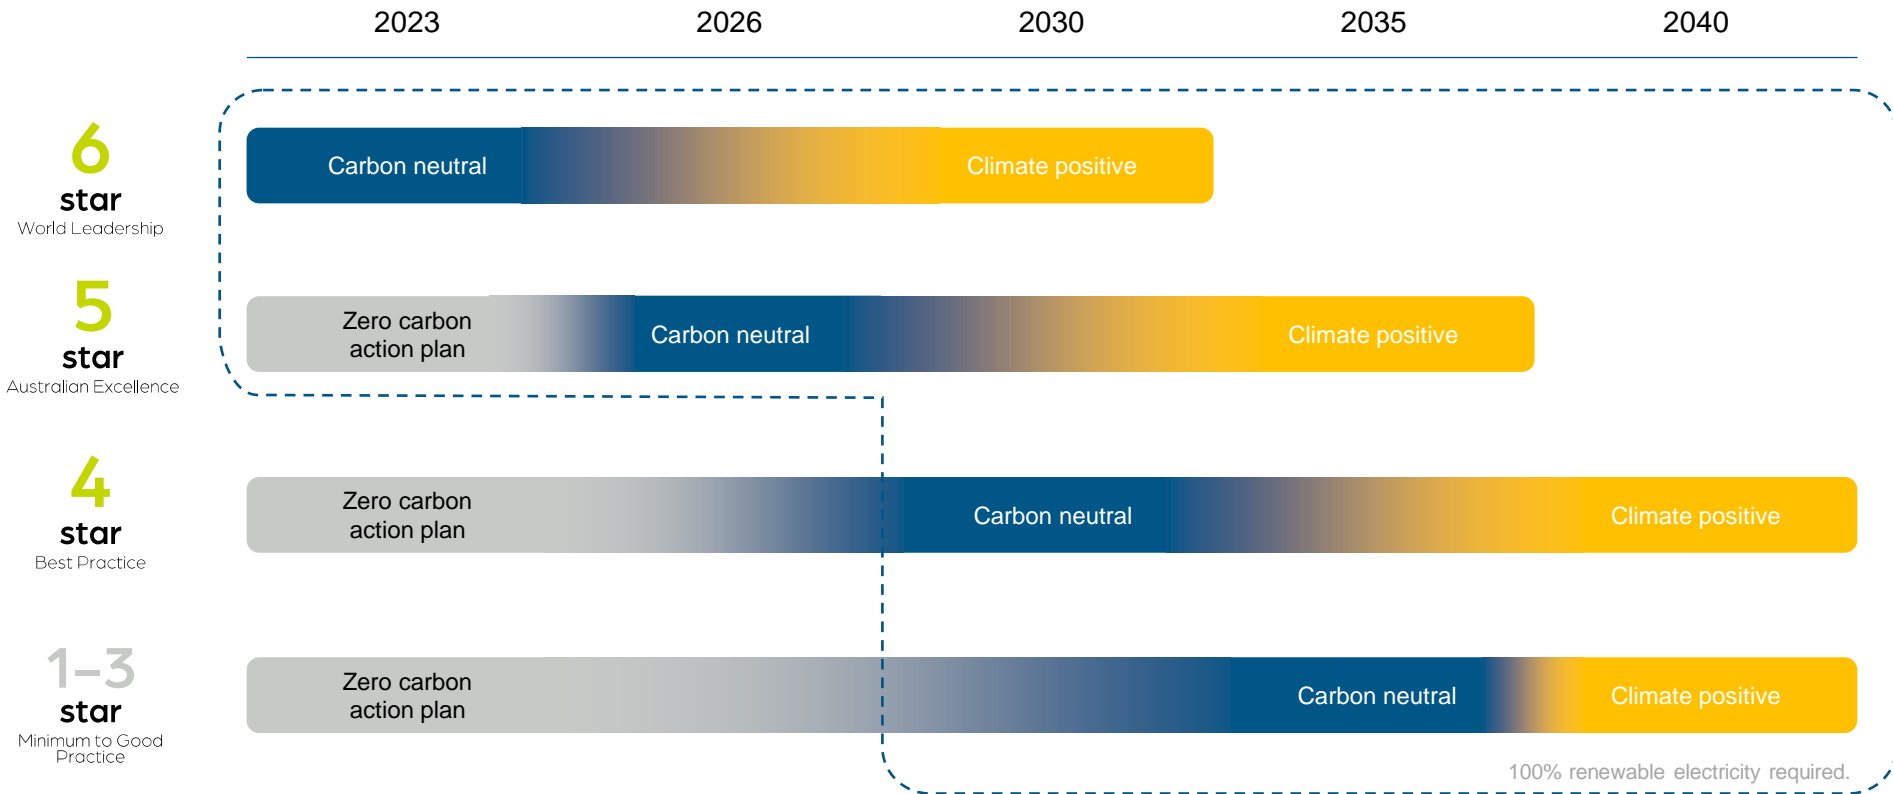 2023 2026 2030 2035 2040
6
star
World Leadership
Carbon neutral Climate positive
5
star
Australian Excellence
Zero carbon
action plan
Carbon neutral Climate positive
4
star
Best Practice
Zero carbon
action plan
Carbon neutral Climate positive
1–3
star
Minimum to Good
Practice
Zero carbon
action plan
Carbon neutral Climate positive
100% renewable electricity required.